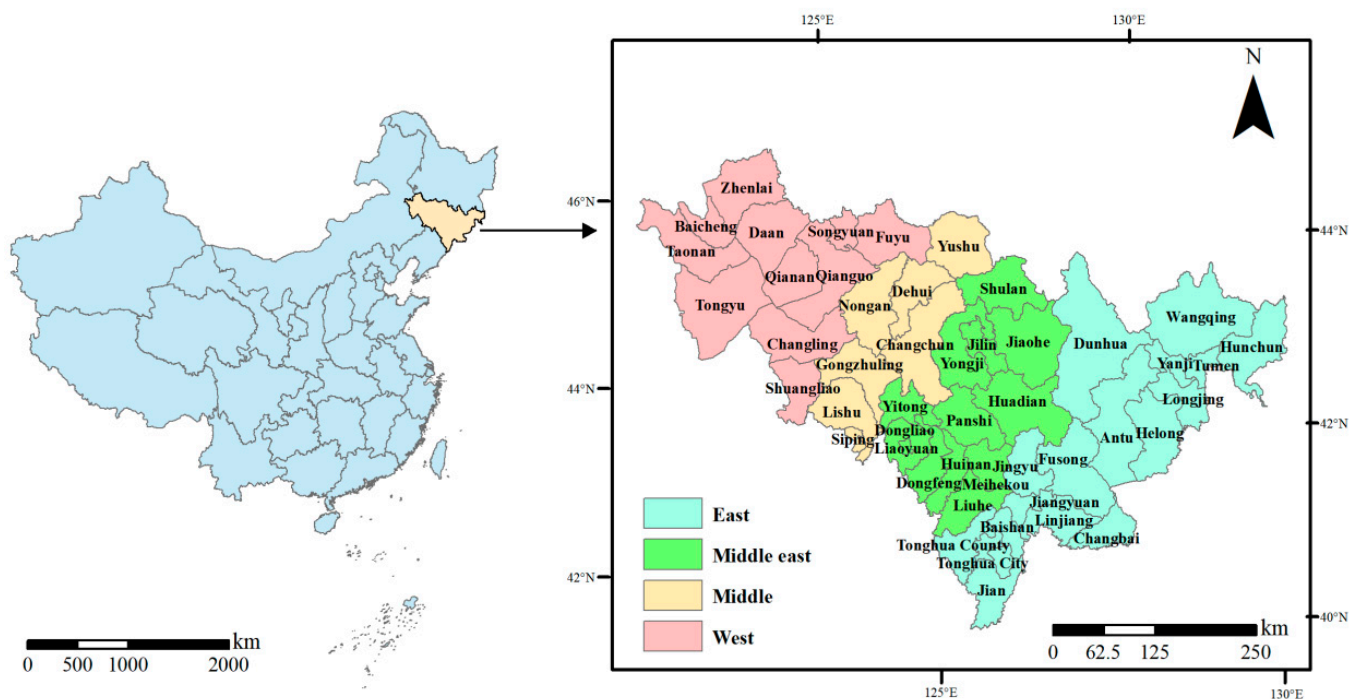 125°E
130°E
N
46°N
44°N
42°N
44°N
42°N
40°N
125°E
130°E
Zhenlai
Baicheng
Daan
Songyuan
Fuyu
Yushu
Taonan
Qianan
Qianguo
Dehui
Shulan
Tongyu
Nongan
Wangqing
Changling
Changchun
Jilin
Jiaohe
Dunhua
Hunchun
Gongzhuling
Yongji
Yanji
Tumen
Shuangliao
Lishu
Yitong
Huadian
Longjing
Siping
Dongliao
Panshi
Antu
Helong
Liaoyuan
Huinan
Jingyu
Fusong
Dongfeng
Meihekou
Liuhe
Jiangyuan
Baishan
Linjiang
Changbai
Tonghua County
Tonghua City
Jian
East
Middle east
Middle
West
km
0 500 1000 2000
km
0 62.5 125 250